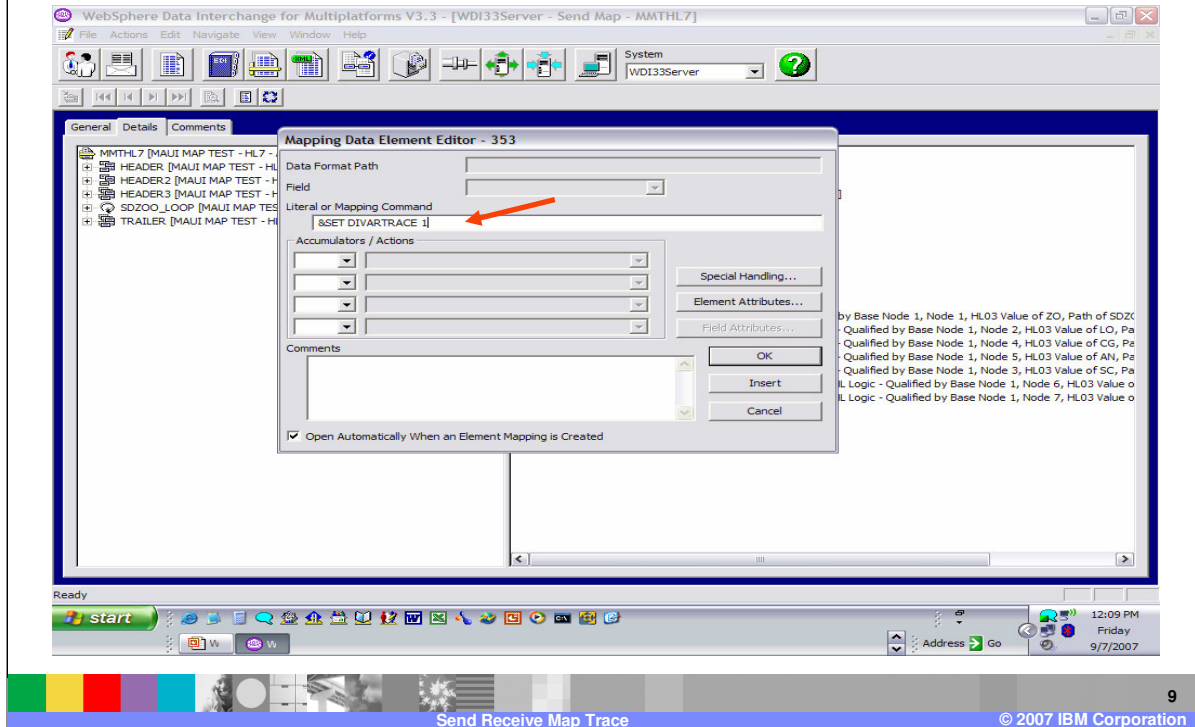 WebSphere Data Interchange for Multiplatforms V3.3 - [WDI33Server - Send Map - MMTHL7]
File Actions Edit Navigate View Window Help
System
WDI33Server
General Details Comments
MMTHL7 [MAUI MAP TEST - HL7 -
HEADER [MAUI MAP TEST - HL
HEADER2 [MAUI MAP TEST - H
HEADER3 [MAUI MAP TEST - H
SDZOO_LOOP [MAUI MAP TES
TRAILER [MAUI MAP TEST - HI
Mapping Data Element Editor - 353
Data Format Path
Field
Literal or Mapping Command
&SET DIVARTRACE 1
Accumulators / Actions
Special Handling...
Element Attributes...
Field Attributes...
Comments
OK
Insert
Cancel
Open Automatically When an Element Mapping is Created
by Base Node 1, Node 1, HL03 Value of ZO, Path of SDZ
- Qualified by Base Node 1, Node 2, HL03 Value of LO, Pa
- Qualified by Base Node 1, Node 4, HL03 Value of CG, Pa
- Qualified by Base Node 1, Node 5, HL03 Value of AN, Pa
- Qualified by Base Node 1, Node 3, HL03 Value of SC, Pa
L Logic - Qualified by Base Node 1, Node 6, HL03 Value o
L Logic - Qualified by Base Node 1, Node 7, HL03 Value o
Ready
start
Address Go
12:09 PM
Friday
9/7/2007
W
W
9
Send Receive Map Trace
© 2007 IBM Corporation